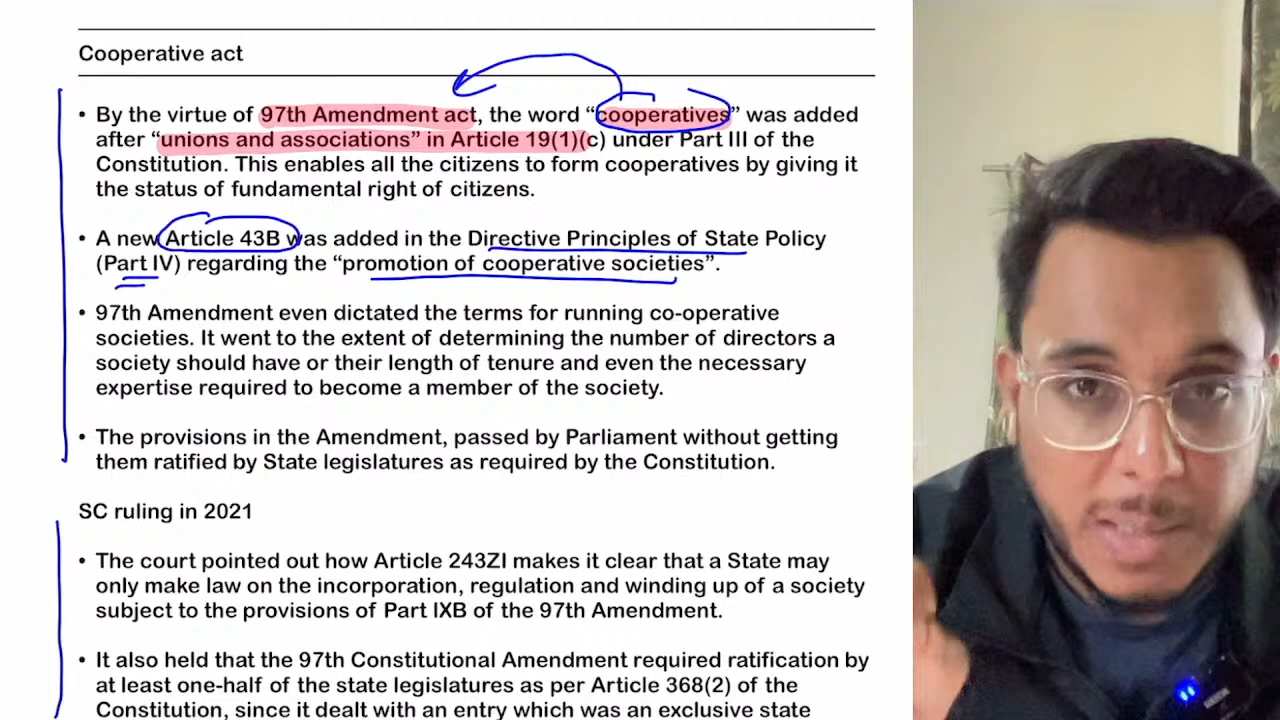 Cooperative act
• By the virtue of 97th Amendment act, the word “cooperatives” was added
after “unions and associations” in Article 19(1)(c) under Part III of the
Constitution. This enables all the citizens to form cooperatives by giving it
the status of fundamental right of citizens.
• A new Article 43B was added in the Directive Principles of State Policy
(Part IV) regarding the “promotion of cooperative societies”.
• 97th Amendment even dictated the terms for running co-operative
societies. It went to the extent of determining the number of directors a
society should have or their length of tenure and even the necessary
expertise required to become a member of the society.
• The provisions in the Amendment, passed by Parliament without getting
them ratified by State legislatures as required by the Constitution.
SC ruling in 2021
• The court pointed out how Article 243ZI makes it clear that a State may
only make law on the incorporation, regulation and winding up of a society
subject to the provisions of Part IXB of the 97th Amendment.
• It also held that the 97th Constitutional Amendment required ratification by
at least one-half of the state legislatures as per Article 368(2) of the
Constitution, since it dealt with an entry which was an exclusive state